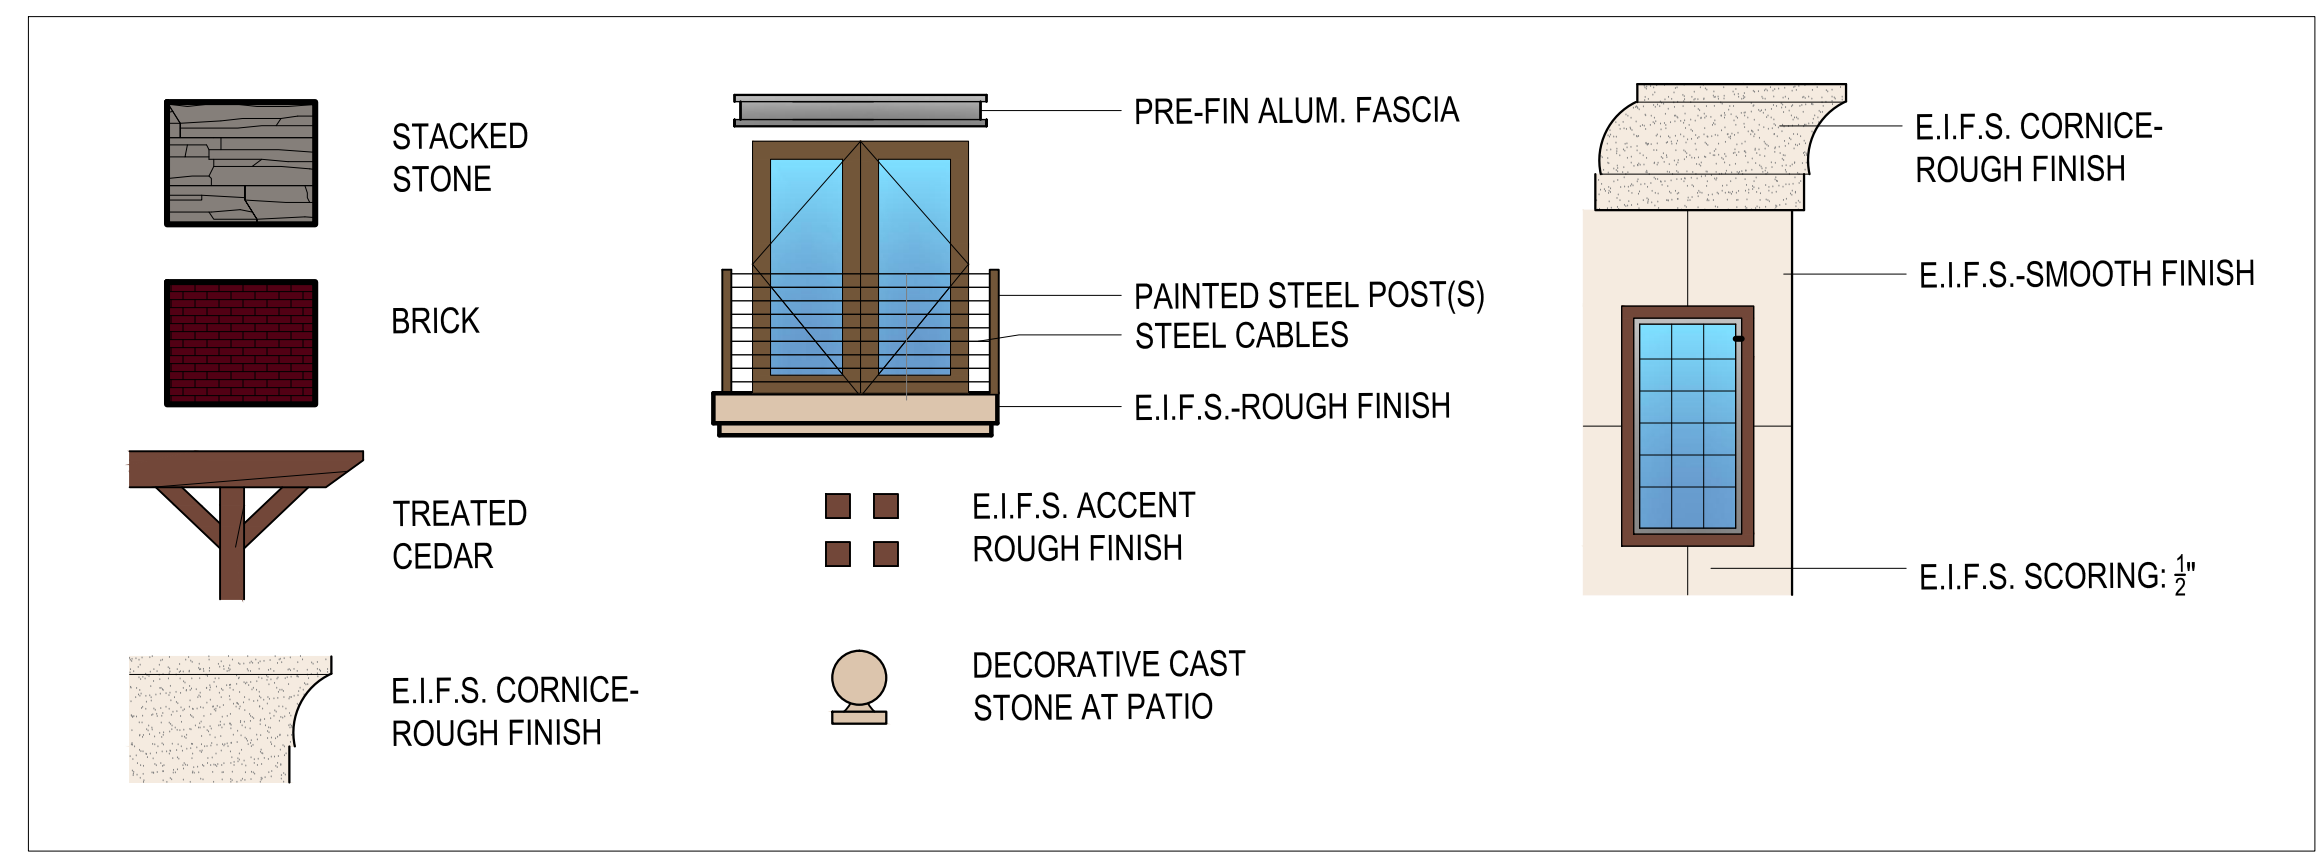 STACKED
STONE
BRICK
TREATED
CEDAR
E.I.F.S. CORNICE-
ROUGH FINISH
PRE-FIN ALUM. FASCIA
PAINTED STEEL POST(S)
STEEL CABLES
E.I.F.S.-ROUGH FINISH
E.I.F.S. ACCENT
ROUGH FINISH
DECORATIVE CAST
STONE AT PATIO
E.I.F.S. CORNICE-
ROUGH FINISH
E.I.F.S.-SMOOTH FINISH
E.I.F.S. SCORING: ½"